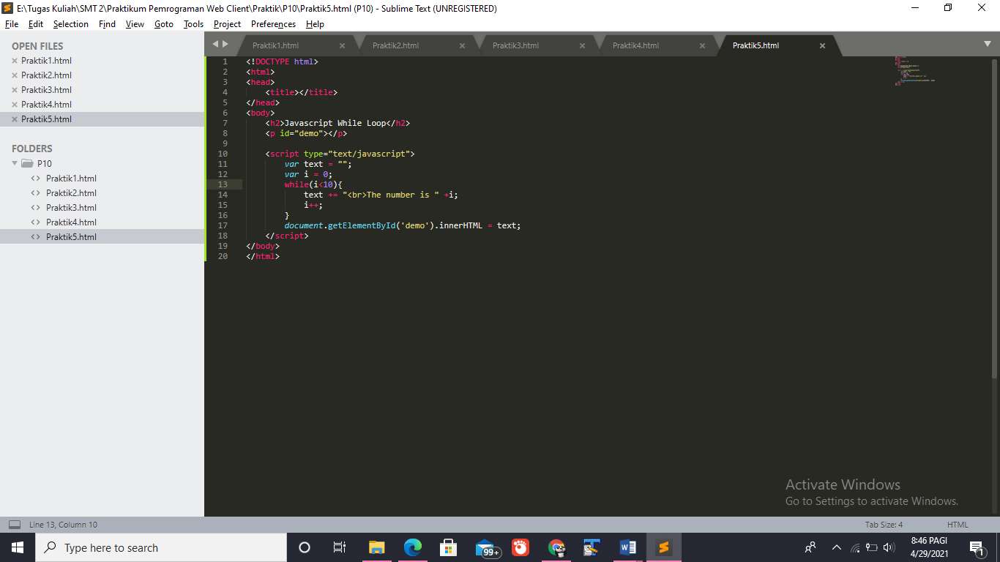 E:\Tugas Kuliah\SMT 2\Praktikum Pemrograman Web Client\Praktik\P10\Praktik5.html (P10) - Sublime Text (UNREGISTERED)
File Edit Selection Find View Goto Tools Project Preferences Help
OPEN FILES
Praktik1.html
Praktik2.html
Praktik3.html
Praktik4.html
Praktik5.html
FOLDERS
P10
Praktik1.html
Praktik2.html
Praktik3.html
Praktik4.html
Praktik5.html
Praktik1.html Praktik2.html Praktik3.html Praktik4.html Praktik5.html
1 <!DOCTYPE html>
2 <html>
3 <head>
4     <title></title>
5 </head>
6 <body>
7     <h2>Javascript While Loop</h2>
8     <p id="demo"></p>
9
10     <script type="text/javascript">
11         var text = "";
12         var i = 0;
13         while(i<10){
14             text += "<br>The number is " +i;
15             i++;
16         }
17         document.getElementById('demo').innerHTML = text;
18     </script>
19 </body>
20 </html>
Activate Windows
Go to Settings to activate Windows.
Line 13, Column 10 Tab Size: 4 HTML
Type here to search 99+ 8:46 PAGI
4/29/2021 1